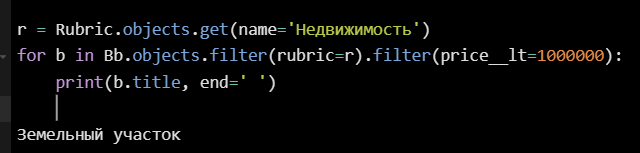 r = Rubric.objects.get(name='Недвижимость')
for b in Bb.objects.filter(rubric=r).filter(price__lt=1000000):
    print(b.title, end=' ')
Земельный участок